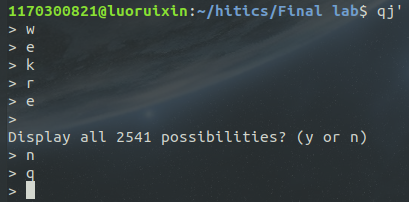 1170300821@luoruixin:~/hitics/Final lab$ qj'
> w
> e
> k
> r
> e
>
Display all 2541 possibilities? (y or n)
> n
> q
>